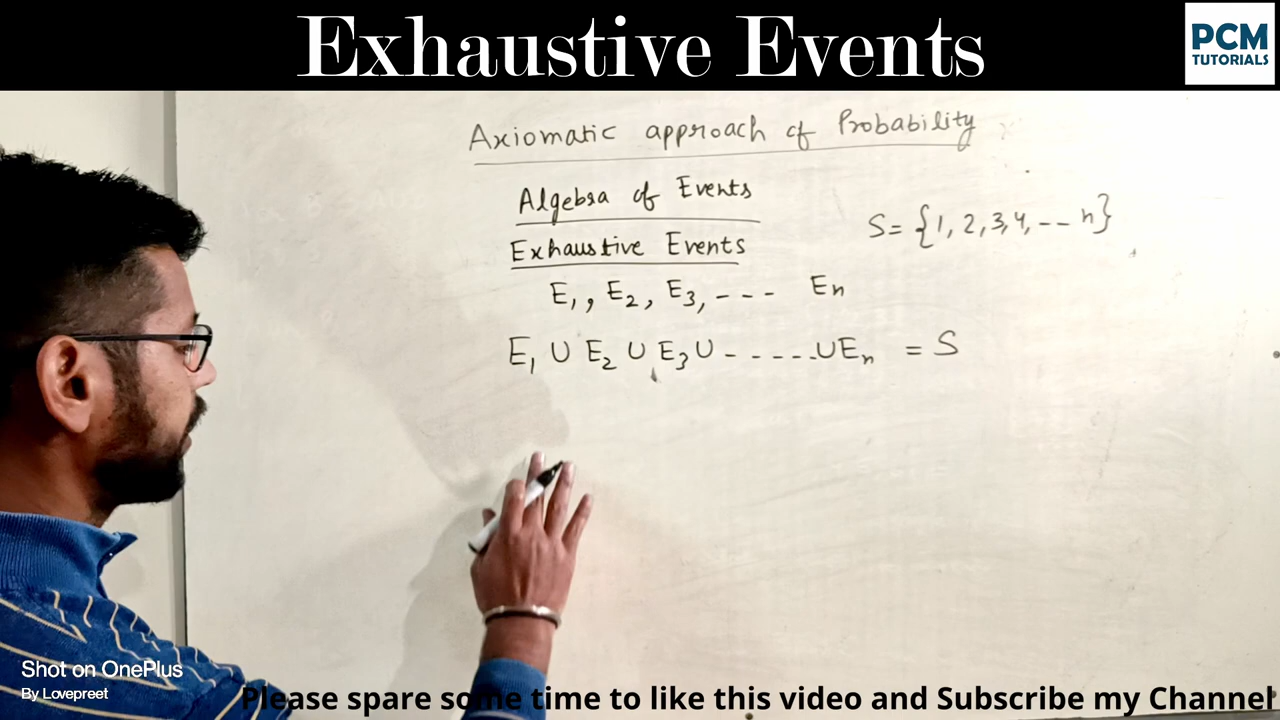 Exhaustive Events
PCM
TUTORIALS
Axiomatic approach of Probability
Algebra of Events
S = {1, 2, 3, 4, -- n}
Exhaustive Events
E₁, E₂, E₃, --- Eₙ
E₁ ∪ E₂ ∪ E₃ ∪ - - - - - ∪ Eₙ = S
Shot on OnePlus
By Lovepreet
Please spare some time to like this video and Subscribe my Channel